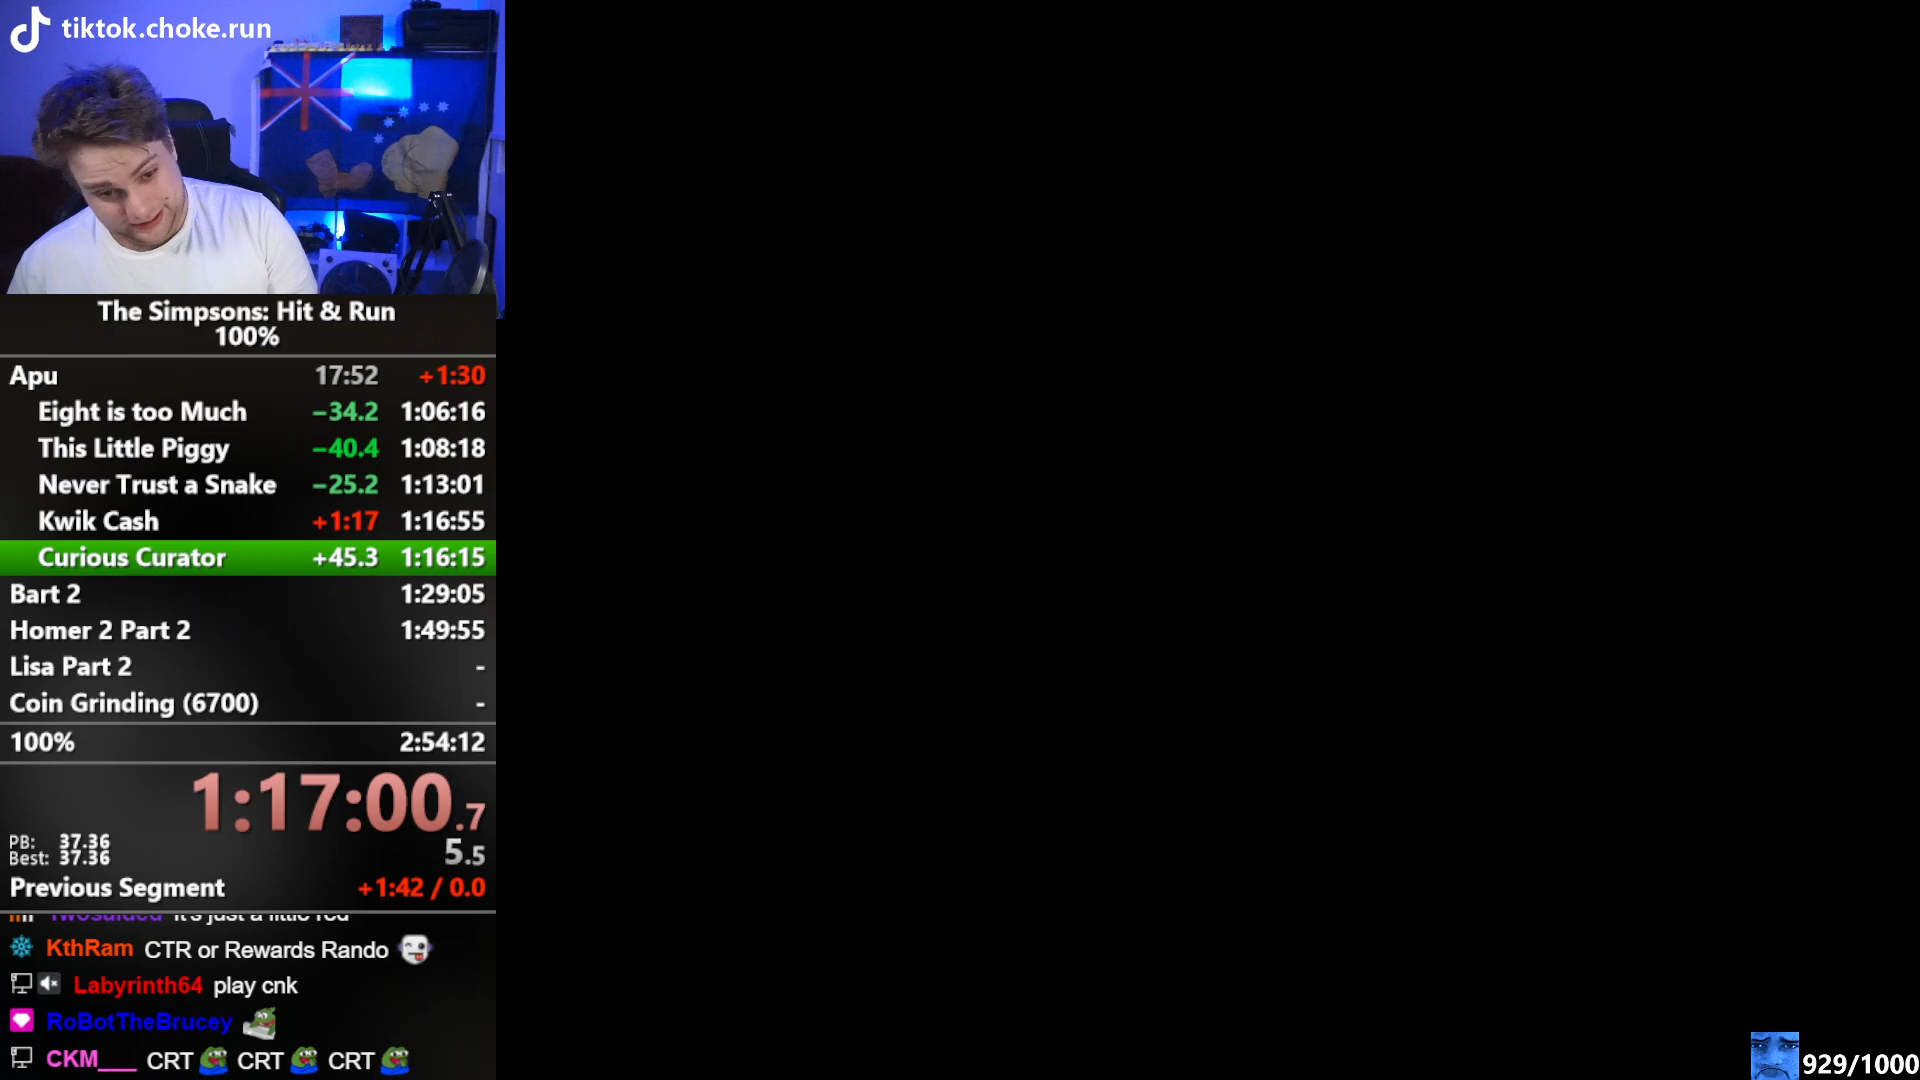 tiktok.choke.run
The Simpsons: Hit & Run
100%
Apu 17:52 +1:30
Eight is too Much −34.2 1:06:16
This Little Piggy −40.4 1:08:18
Never Trust a Snake −25.2 1:13:01
Kwik Cash +1:17 1:16:55
Curious Curator +45.3 1:16:15
Bart 2 1:29:05
Homer 2 Part 2 1:49:55
Lisa Part 2 -
Coin Grinding (6700) -
100% 2:54:12
1:17:00.7
PB: 37.36
Best: 37.36
5.5
Previous Segment +1:42 / 0.0
it's just a little red
KthRam CTR or Rewards Rando
Labyrinth64 play cnk
RoBotTheBrucey
CKM___ CRT CRT CRT
929/1000